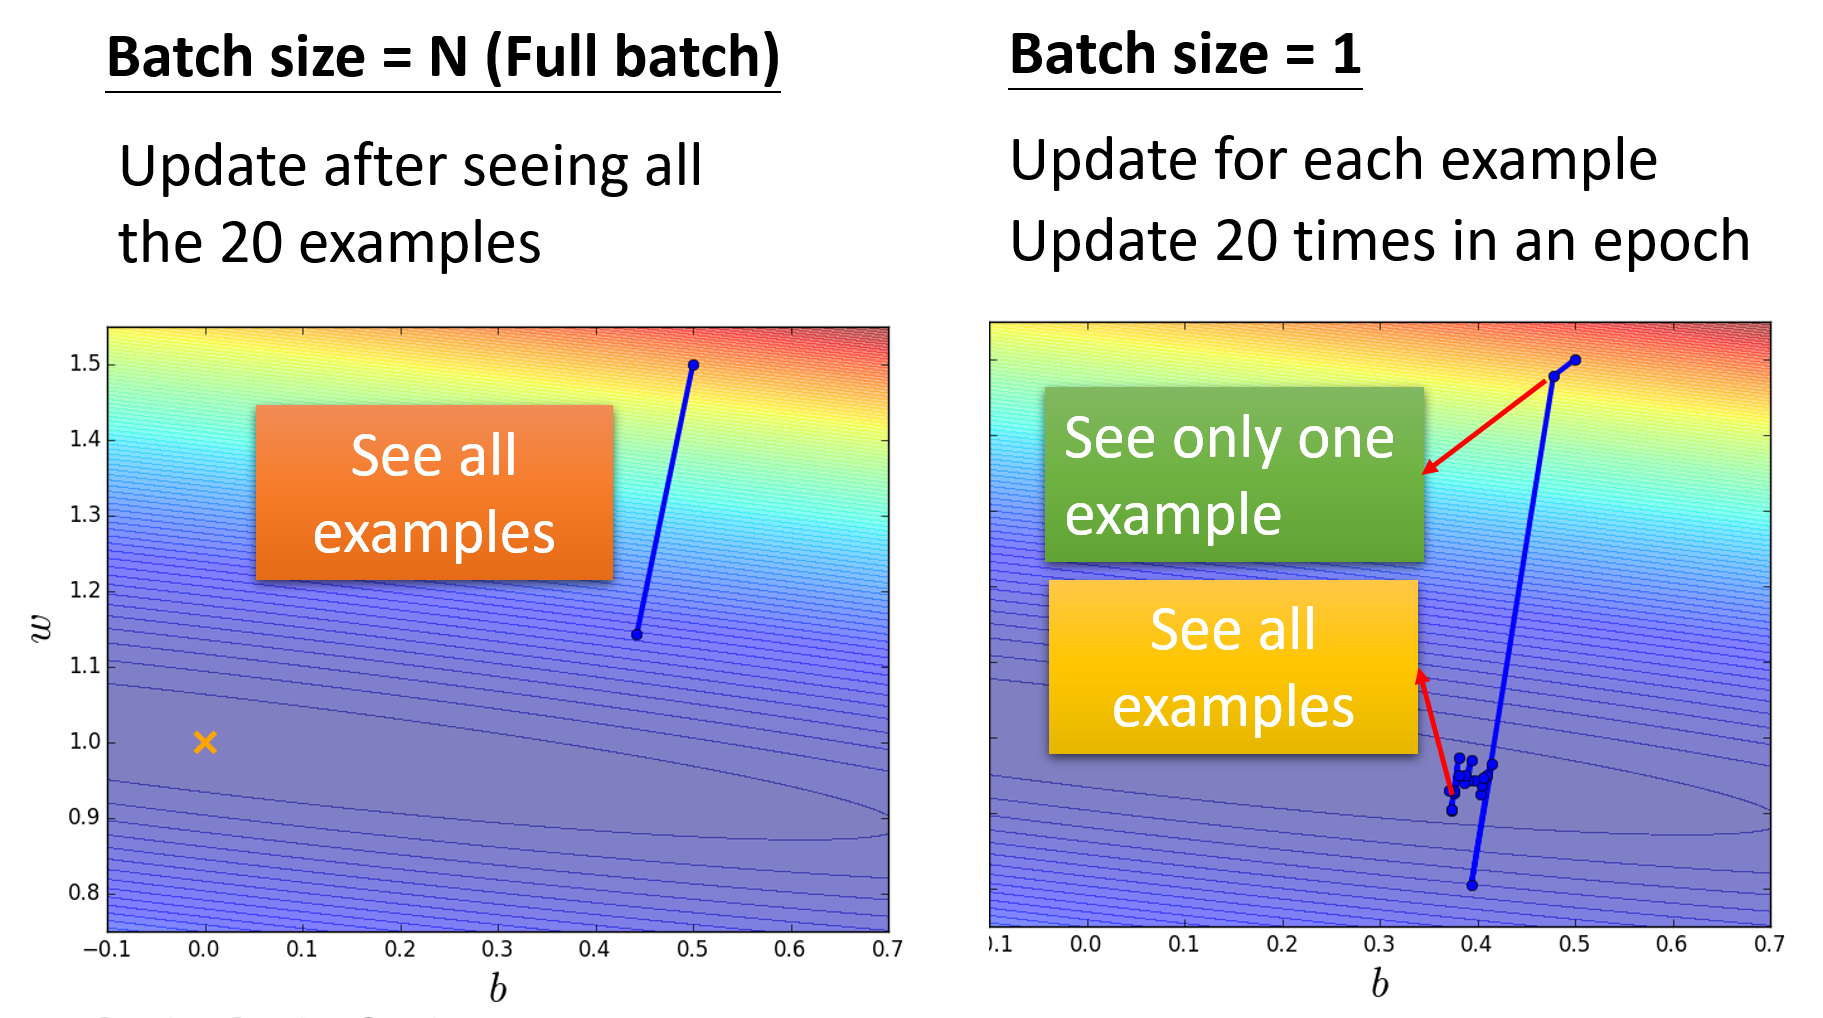 Batch size = N (Full batch)
Update after seeing all
the 20 examples
See all
examples
1.5
1.4
1.3
1.2
1.1
1.0
0.9
0.8
w
−0.1 0.0 0.1 0.2 0.3 0.4 0.5 0.6 0.7
b
Batch size = 1
Update for each example
Update 20 times in an epoch
See only one
example
See all
examples
0.1 0.0 0.1 0.2 0.3 0.4 0.5 0.6 0.7
b